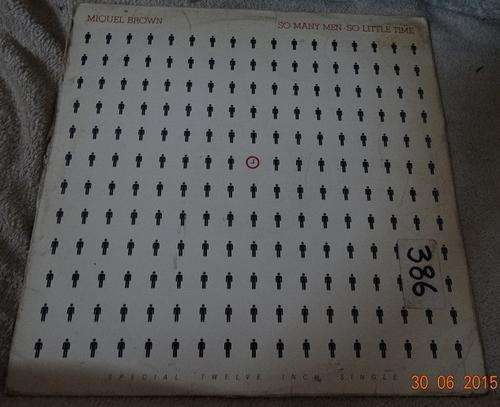 MIQUEL BROWN
SO MANY MEN-SO LITTLE TIME
386
SPECIAL TWELVE INCH SINGLE
30 06 2015